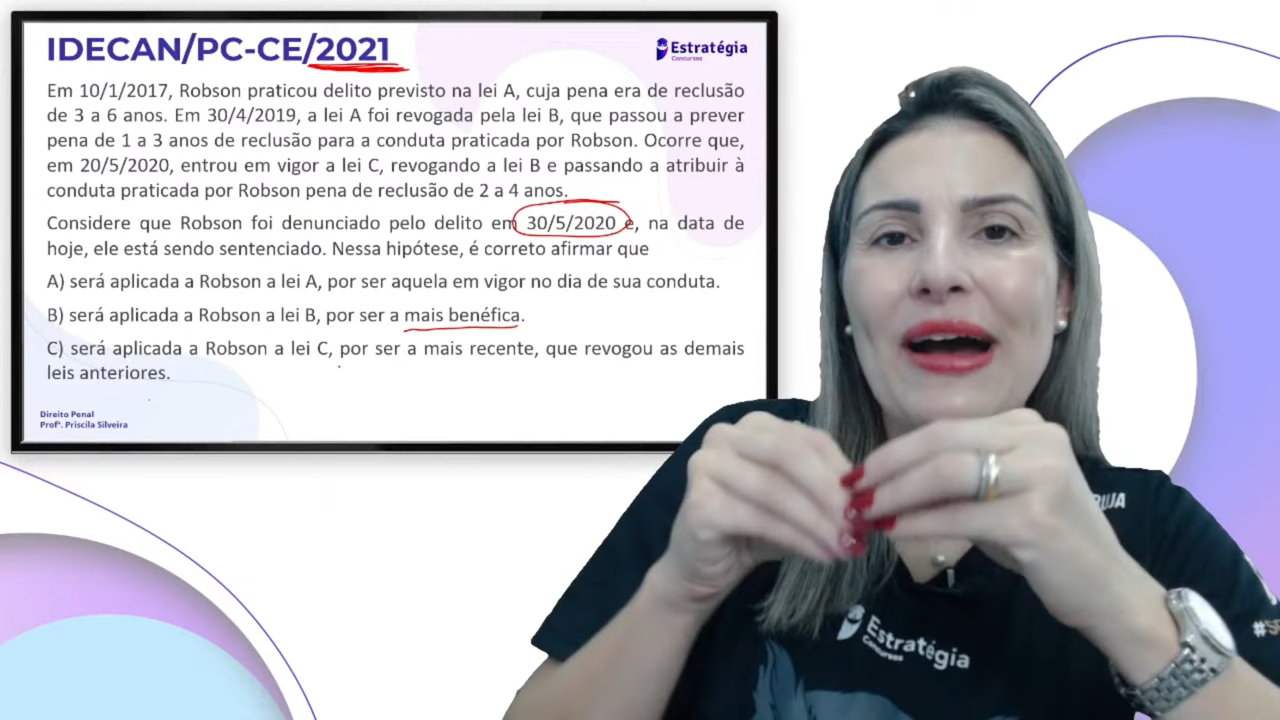 IDECAN/PC-CE/2021
Estratégia
Concursos
Em 10/1/2017, Robson praticou delito previsto na lei A, cuja pena era de reclusão
de 3 a 6 anos. Em 30/4/2019, a lei A foi revogada pela lei B, que passou a prever
pena de 1 a 3 anos de reclusão para a conduta praticada por Robson. Ocorre que,
em 20/5/2020, entrou em vigor a lei C, revogando a lei B e passando a atribuir à
conduta praticada por Robson pena de reclusão de 2 a 4 anos.
Considere que Robson foi denunciado pelo delito em 30/5/2020 e, na data de
hoje, ele está sendo sentenciado. Nessa hipótese, é correto afirmar que
A) será aplicada a Robson a lei A, por ser aquela em vigor no dia de sua conduta.
B) será aplicada a Robson a lei B, por ser a mais benéfica.
C) será aplicada a Robson a lei C, por ser a mais recente, que revogou as demais
leis anteriores.
Direito Penal
Profª. Priscila Silveira
Estratégia
Concursos